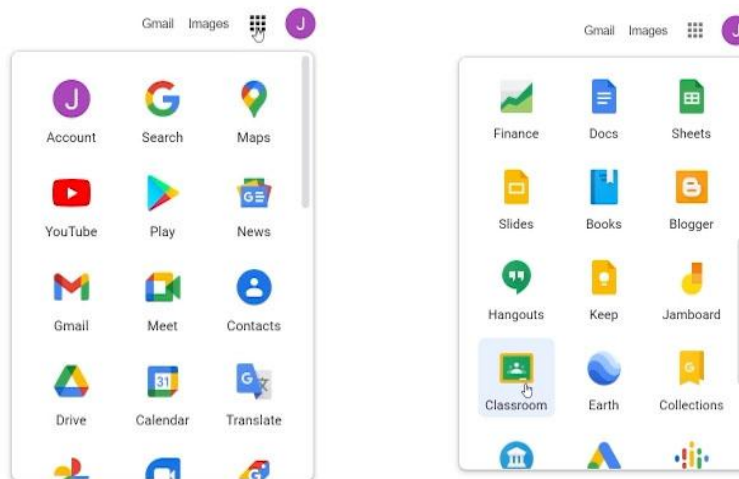 Gmail Images J
J
Account Search Maps
YouTube Play News
Gmail Meet Contacts
31
Drive Calendar Translate
Gmail Images J
Finance Docs Sheets
Slides Books Blogger
Hangouts Keep Jamboard
Classroom Earth Collections